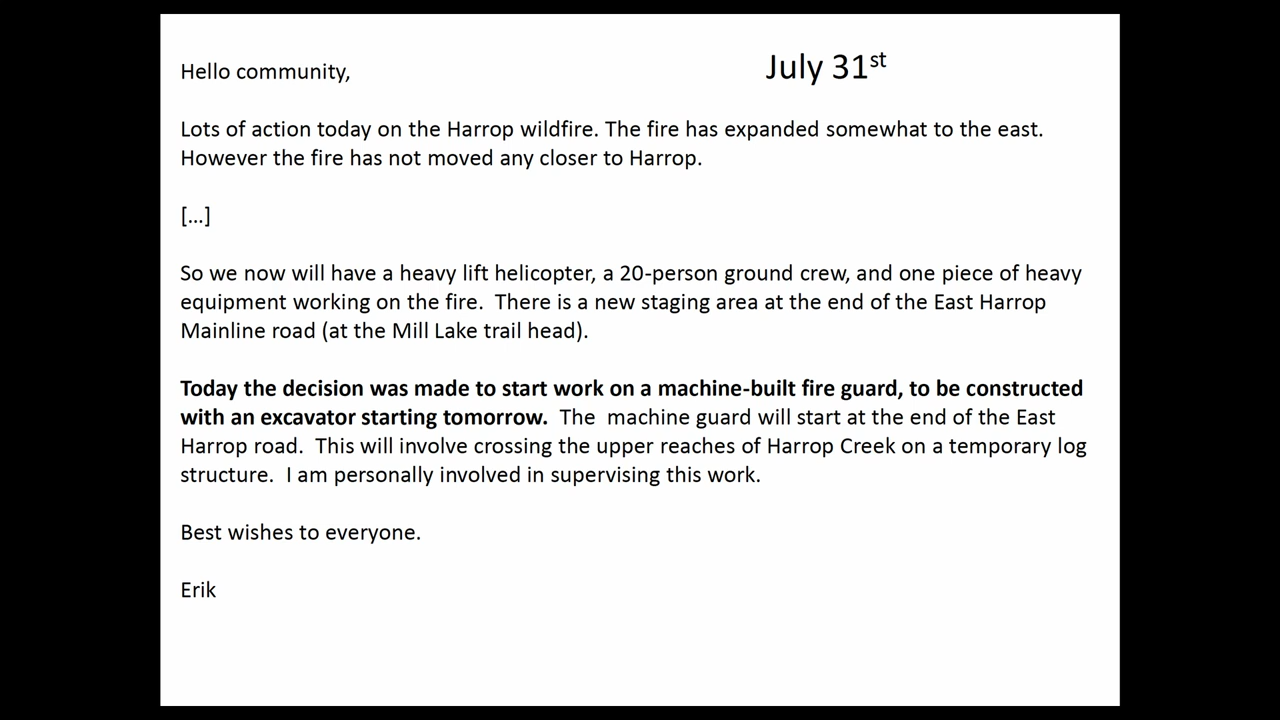 Hello community,
July 31st
Lots of action today on the Harrop wildfire. The fire has expanded somewhat to the east.
However the fire has not moved any closer to Harrop.
[...]
So we now will have a heavy lift helicopter, a 20-person ground crew, and one piece of heavy
equipment working on the fire.  There is a new staging area at the end of the East Harrop
Mainline road (at the Mill Lake trail head).
Today the decision was made to start work on a machine-built fire guard, to be constructed
with an excavator starting tomorrow.  The  machine guard will start at the end of the East
Harrop road.  This will involve crossing the upper reaches of Harrop Creek on a temporary log
structure.  I am personally involved in supervising this work.
Best wishes to everyone.
Erik